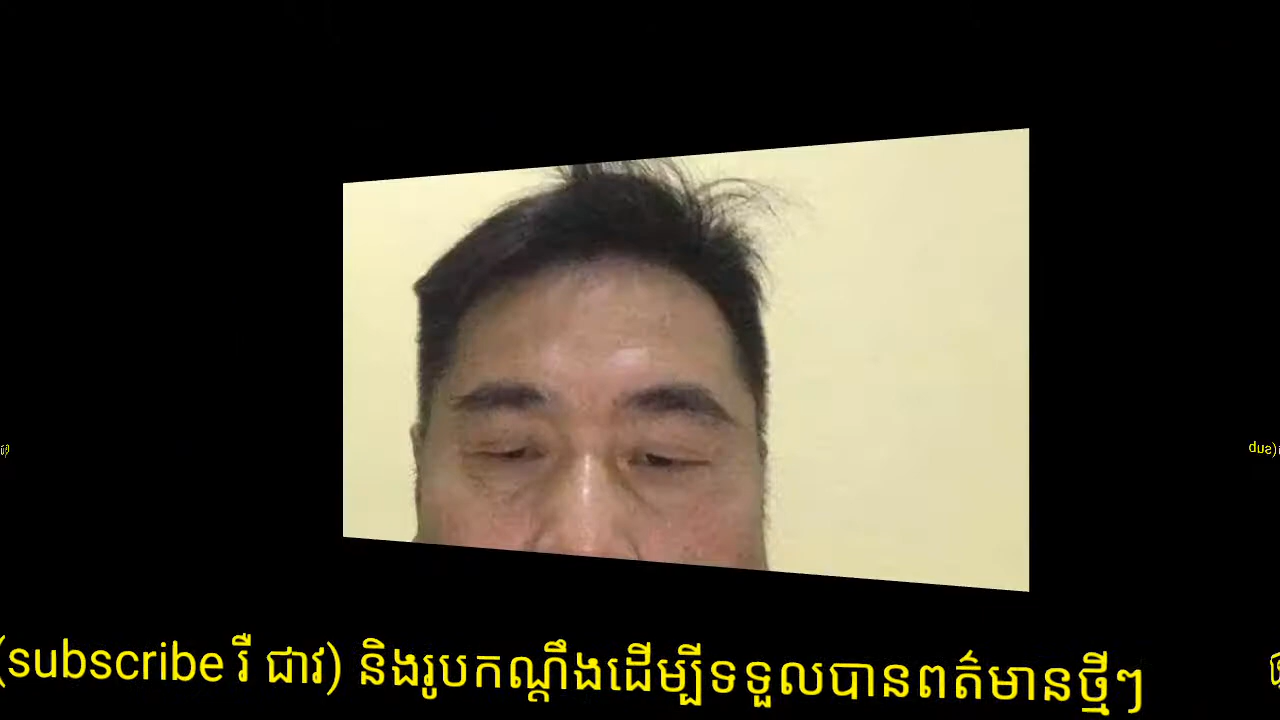 (subscribe រឺ ជាវ) និងរូបកណ្ដឹងដើម្បីទទួលបានពត៌មានថ្មីៗ